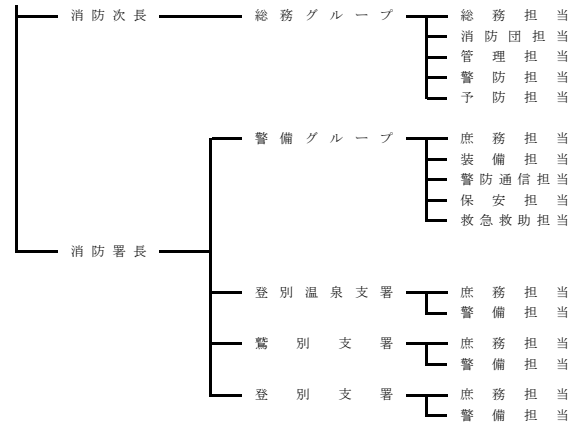 消防次長 総務グループ 総務担当
消防団担当
管理担当
警防担当
予防担当
警備グループ 庶務担当
装備担当
警防通信担当
保安担当
救急救助担当
消防署長
登別温泉支署 庶務担当
警備担当
鷲別支署 庶務担当
警備担当
登別支署 庶務担当
警備担当